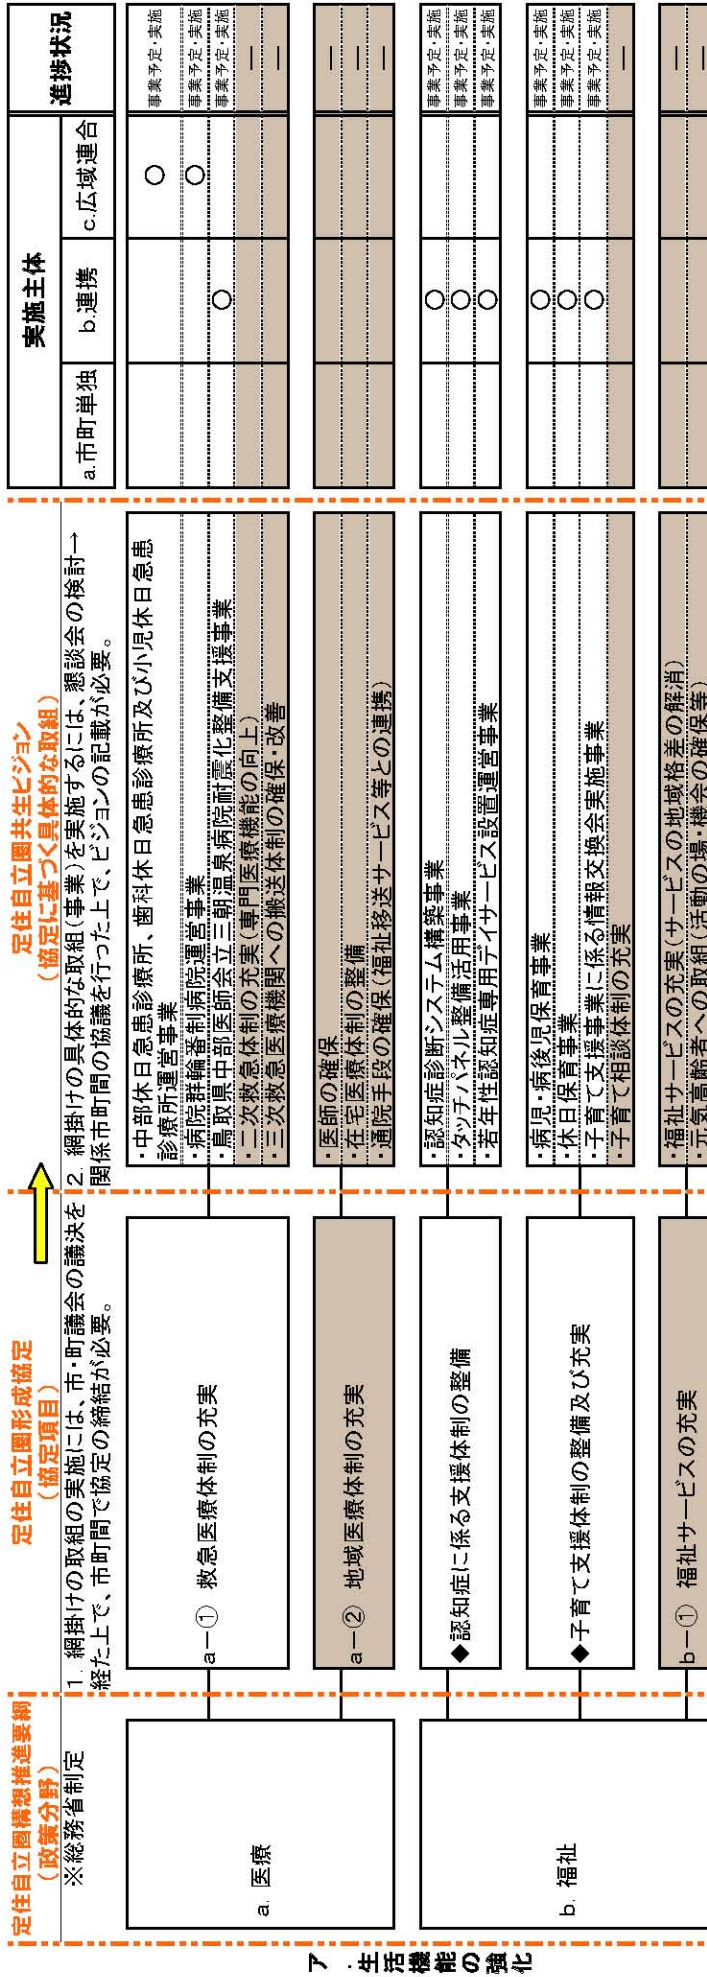 定住自立圏構想推進要綱
（政策分野）
※総務省制定
定住自立圏形成協定
（協定項目）
1. 網掛けの取組の実施には、市・町議会の議決を
経た上で、市町間で協定の締結が必要。
定住自立圏共生ビジョン
（協定に基づく具体的な取組）
2. 網掛けの具体的な取組（事業）を実施するには、懇談会の検討→
関係市町間の協議を行った上で、ビジョンの記載が必要。
実施主体
a.市町単独
b.連携
c.広域連合
進捗状況
ア.生活機能の強化
a. 医療
a－① 救急医療体制の充実
・中部休日急患診療所、歯科休日急患診療所及び小児休日急患
診療所運営事業
○
事業予定・実施
・病院群輪番制病院運営事業
○
事業予定・実施
・鳥取県中部医師会立三朝温泉病院耐震化整備支援事業
○
事業予定・実施
・二次救急体制の充実（専門医療機能の向上）
―
・三次救急医療機関への搬送体制の確保・改善
―
a－② 地域医療体制の充実
・医師の確保
―
・在宅医療体制の整備
―
・通院手段の確保（福祉移送サービス等との連携）
―
b. 福祉
◆認知症に係る支援体制の整備
・認知症診断システム構築事業
○
事業予定・実施
・タッチパネル整備活用事業
○
事業予定・実施
・若年性認知症専用デイサービス設置運営事業
○
事業予定・実施
◆子育て支援体制の整備及び充実
・病児・病後児保育事業
○
事業予定・実施
・休日保育事業
○
事業予定・実施
・子育て支援事業に係る情報交換会実施事業
○
事業予定・実施
・子育て相談体制の充実
―
b－① 福祉サービスの充実
・福祉サービスの充実（サービスの地域格差の解消）
―
・元気高齢者への取組（活動の場・機会の確保等）
―